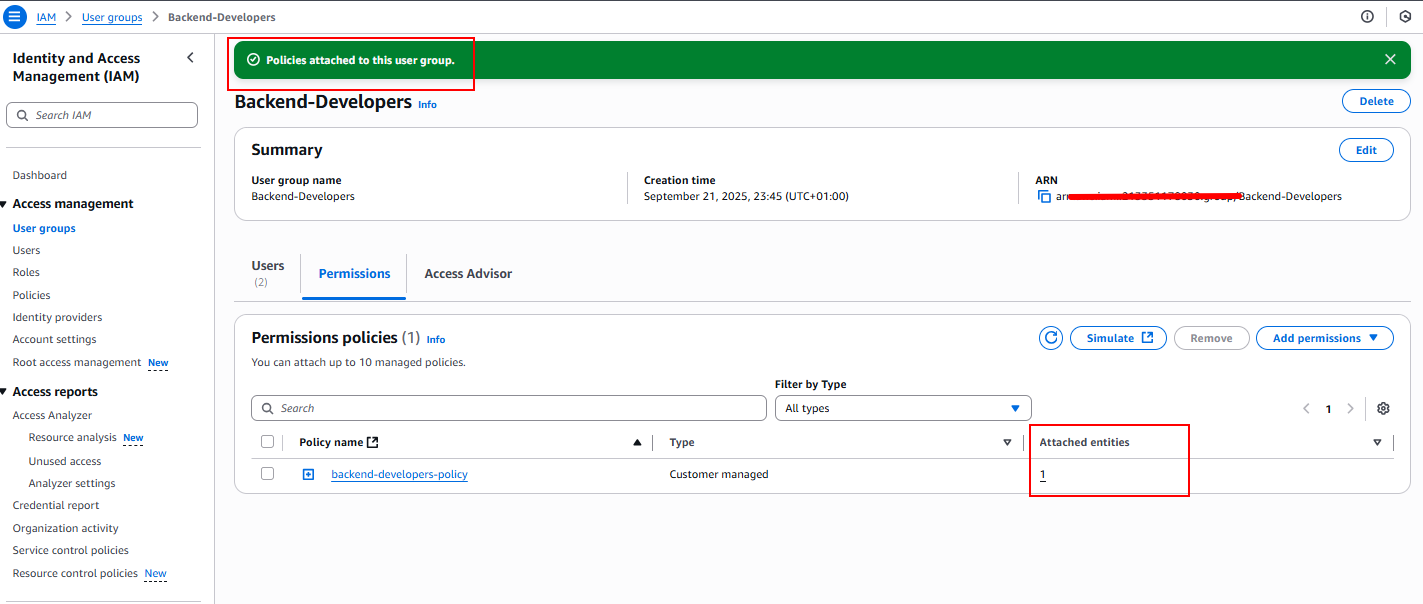 IAM > User groups > Backend-Developers
Identity and Access
Management (IAM)
Search IAM
Dashboard
Access management
User groups
Users
Roles
Policies
Identity providers
Account settings
Root access management New
Access reports
Access Analyzer
Resource analysis New
Unused access
Analyzer settings
Credential report
Organization activity
Service control policies
Resource control policies New
Policies attached to this user group.
Backend-Developers Info
Delete
Summary
Edit
User group name
Backend-Developers
Creation time
September 21, 2025, 23:45 (UTC+01:00)
ARN
Backend-Developers
Users
(2)
Permissions
Access Advisor
Permissions policies (1) Info
Simulate
Remove
Add permissions
You can attach up to 10 managed policies.
Filter by Type
Search
All types
1
Policy name
Type
Attached entities
backend-developers-policy
Customer managed
1